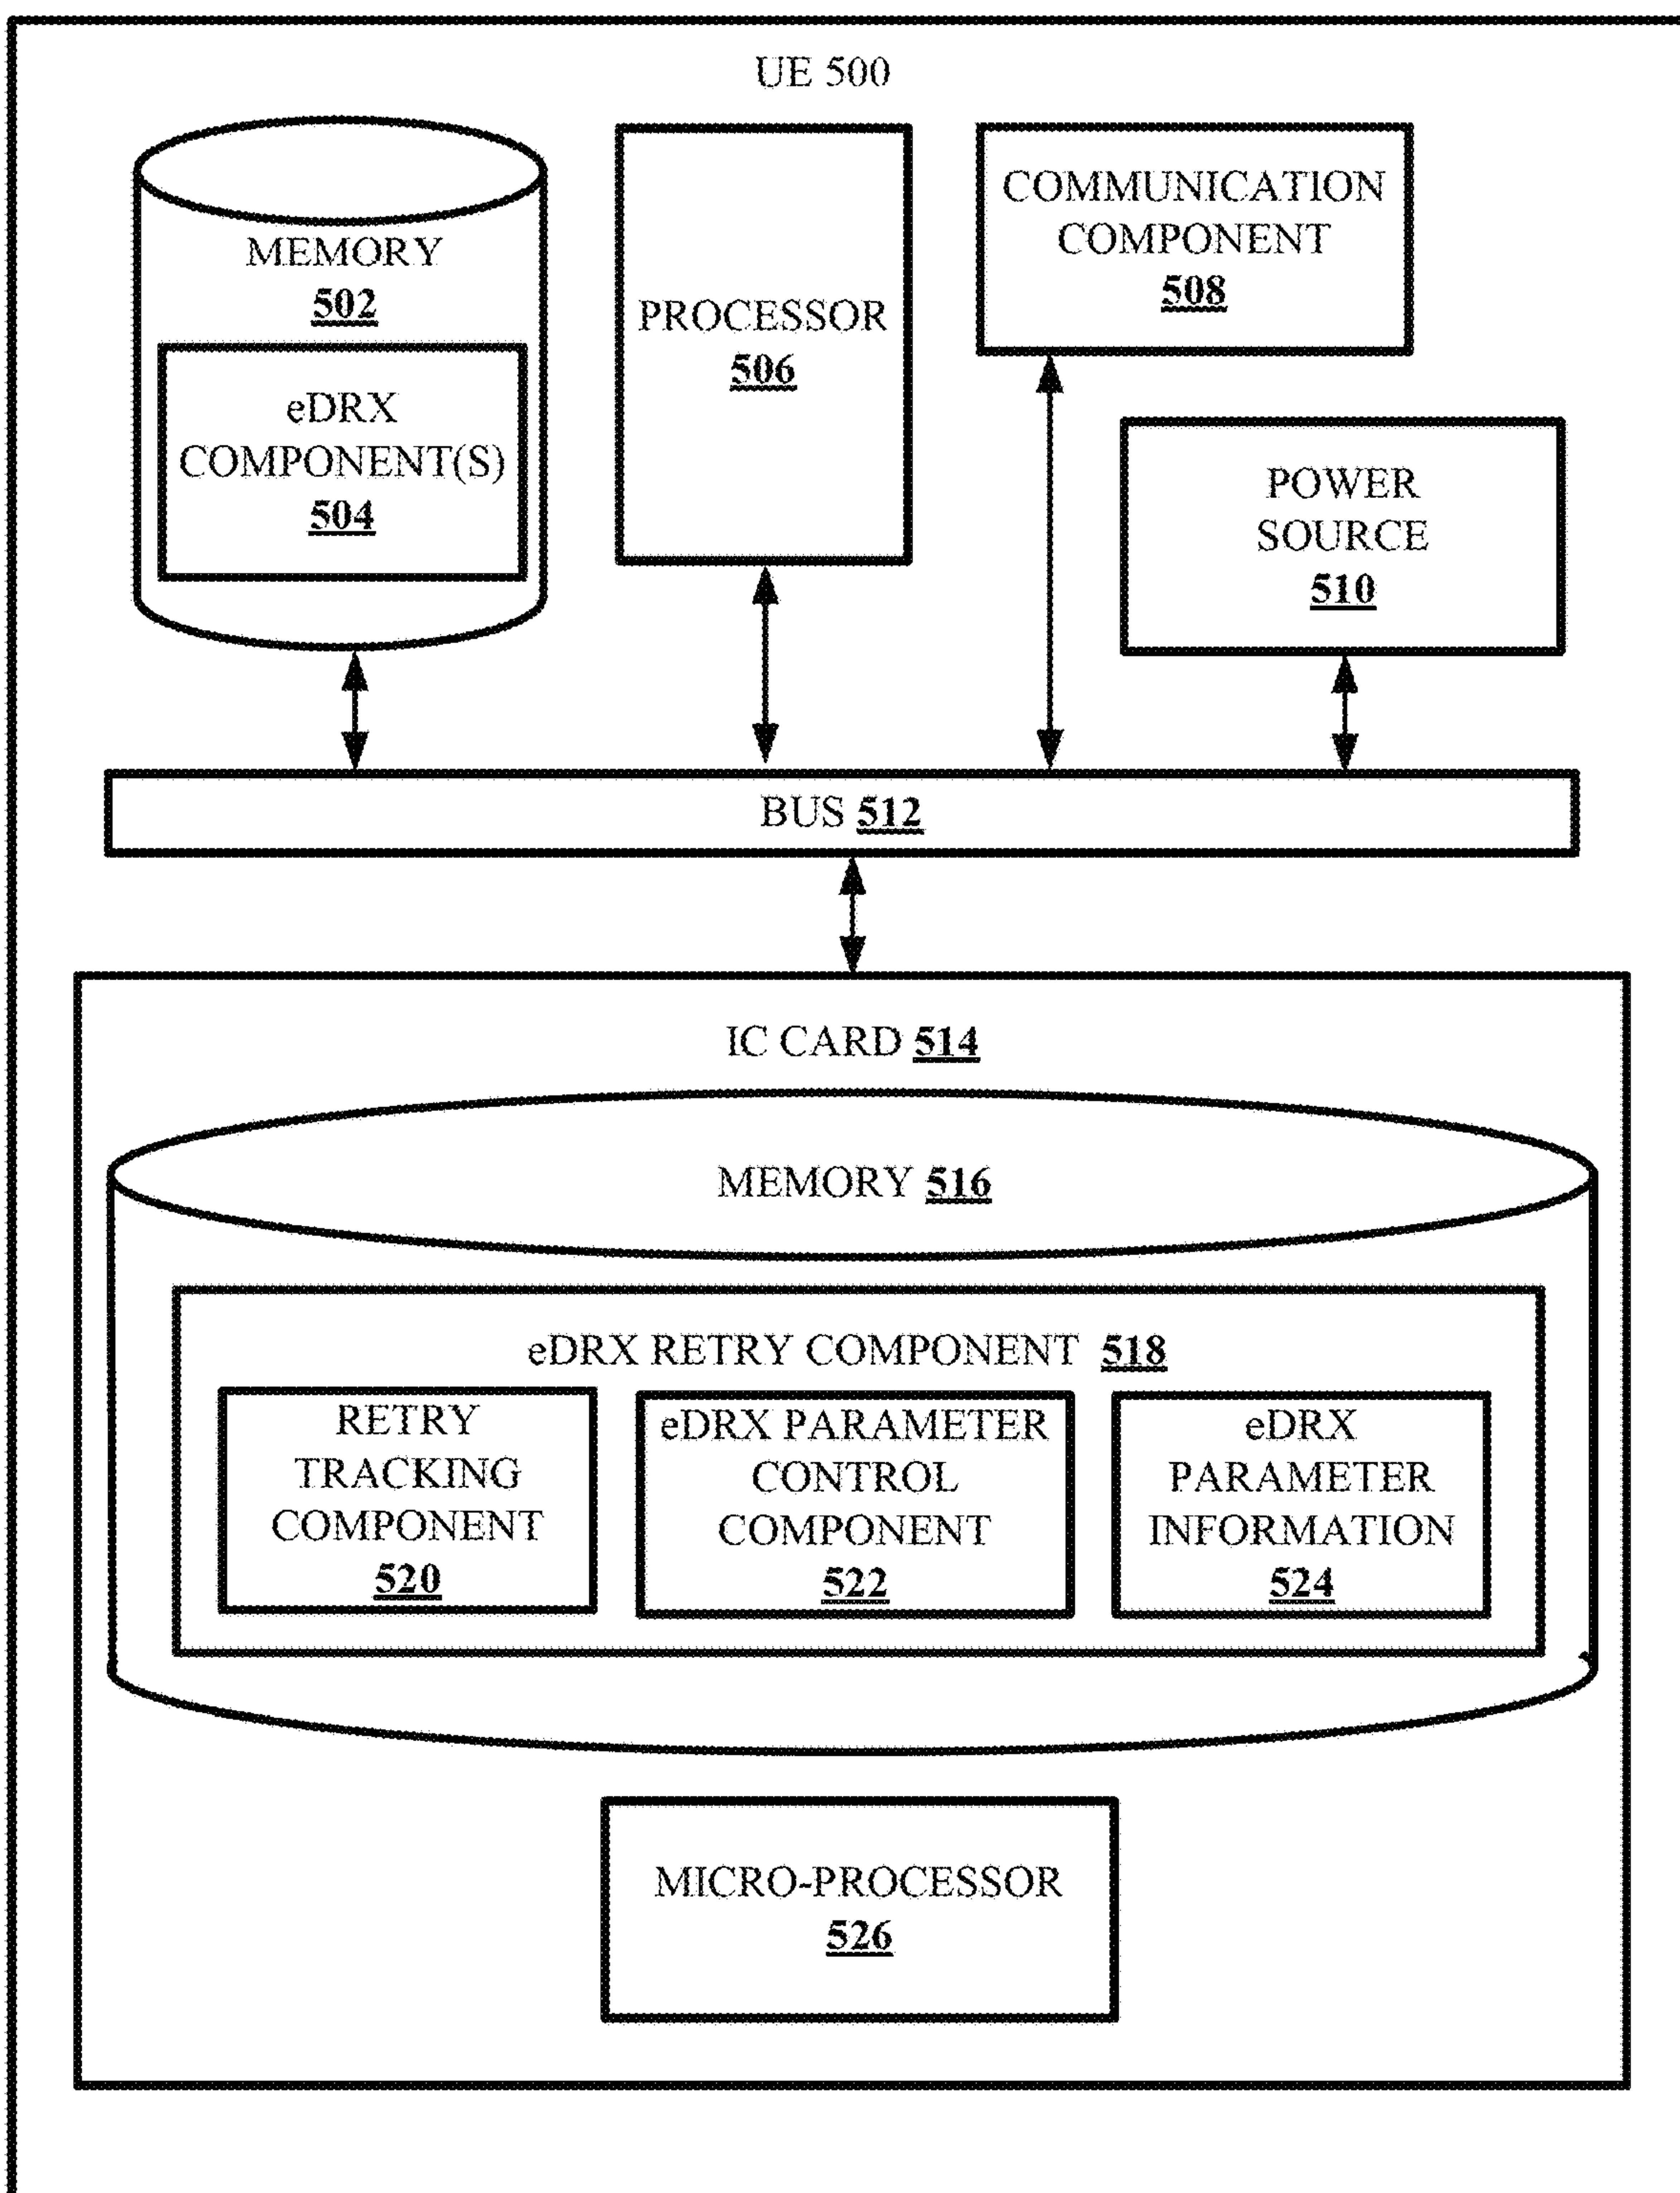 UE 500
MEMORY
502
eDRX
COMPONENT(S)
504
PROCESSOR
506
COMMUNICATION
COMPONENT
508
POWER
SOURCE
510
BUS 512
IC CARD 514
MEMORY 516
eDRX RETRY COMPONENT 518
RETRY
TRACKING
COMPONENT
520
eDRX PARAMETER
CONTROL
COMPONENT
522
eDRX
PARAMETER
INFORMATION
524
MICRO-PROCESSOR
526